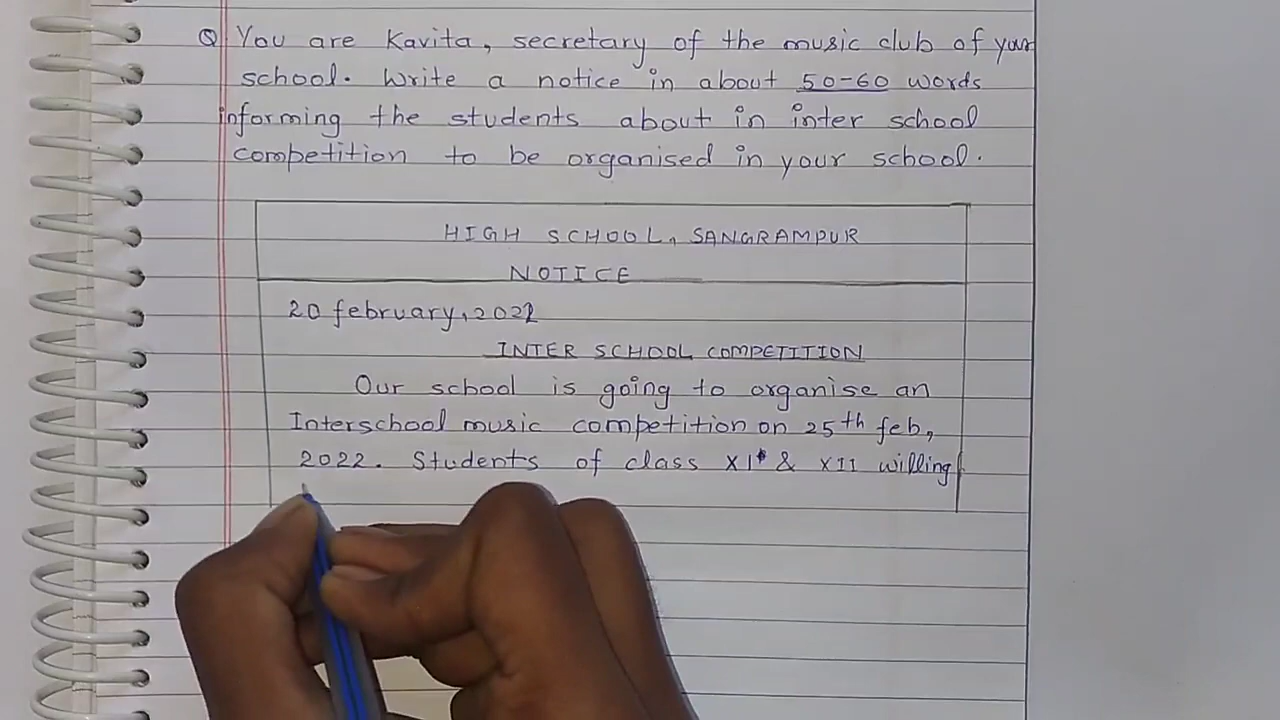 Q You are Kavita, secretary of the music club of your
school. Write a notice in about 50-60 words
informing the students about in inter school
competition to be organised in your school.
HIGH SCHOOL, SANGRAMPUR
NOTICE
20 february, 2022
INTER SCHOOL COMPETITION
Our school is going to organise an
Interschool music competition on 25th feb,
2022. Students of class XI & XII willing